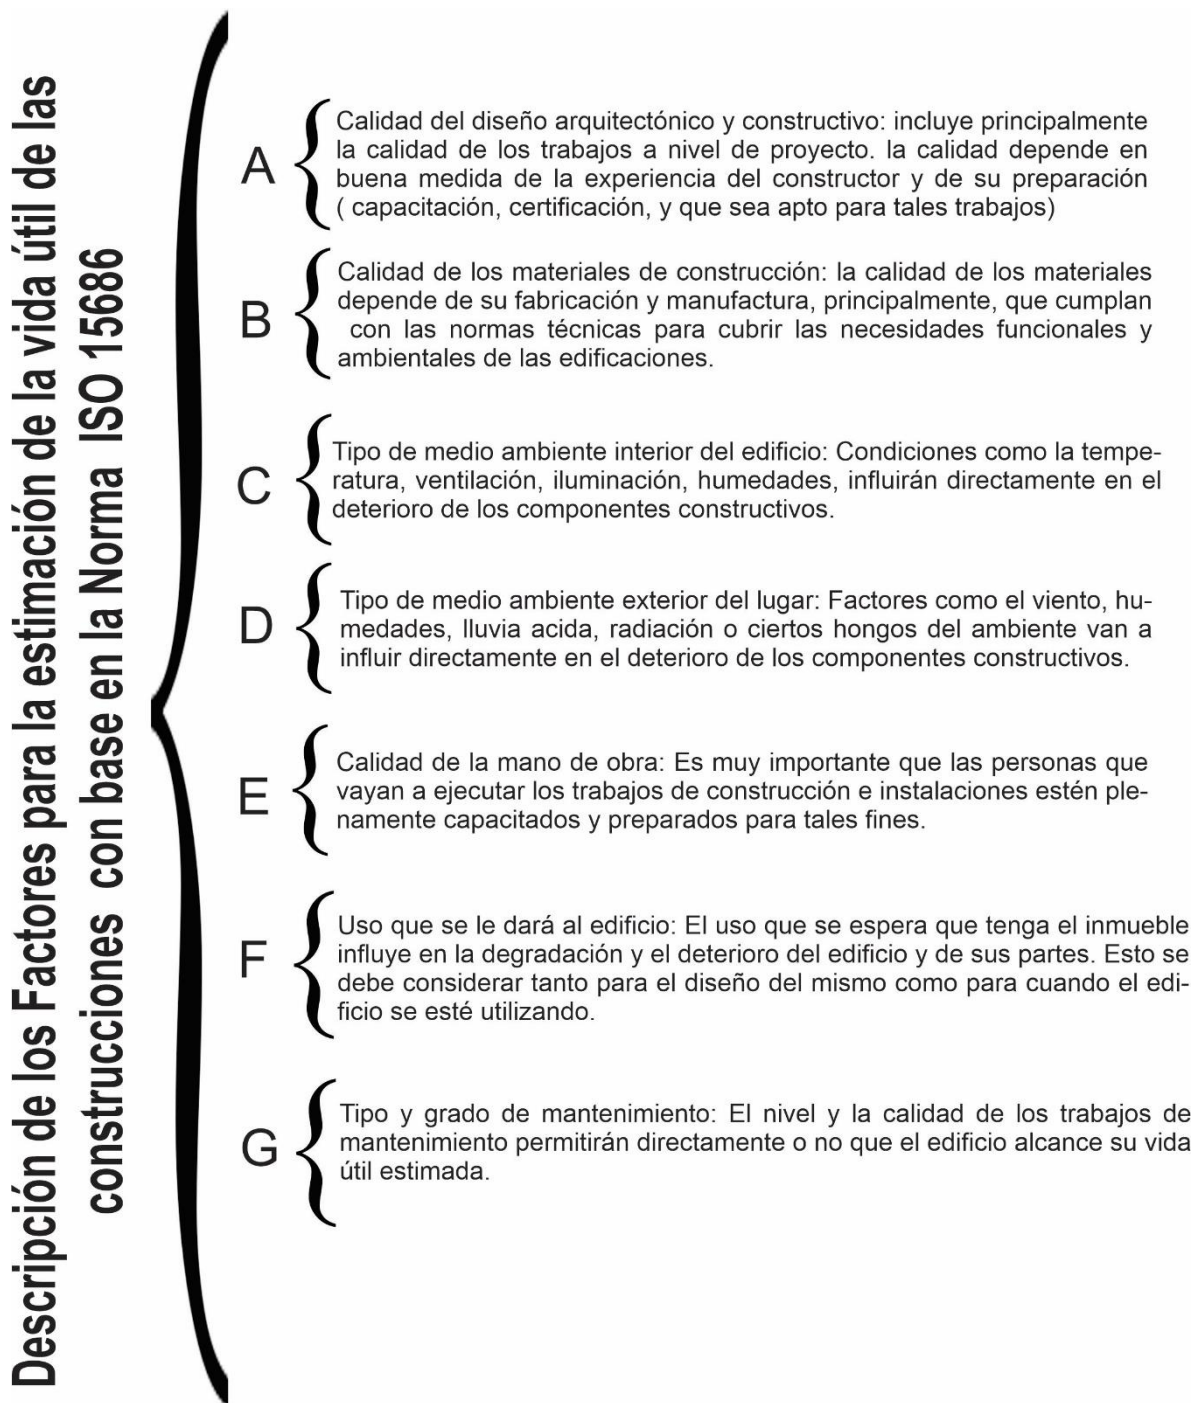 Descripción de los Factores para la estimación de la vida útil de las
construcciones con base en la Norma ISO 15686
A
Calidad del diseño arquitectónico y constructivo: incluye principalmente
la calidad de los trabajos a nivel de proyecto. la calidad depende en
buena medida de la experiencia del constructor y de su preparación
( capacitación, certificación, y que sea apto para tales trabajos)
B
Calidad de los materiales de construcción: la calidad de los materiales
depende de su fabricación y manufactura, principalmente, que cumplan
con las normas técnicas para cubrir las necesidades funcionales y
ambientales de las edificaciones.
C
Tipo de medio ambiente interior del edificio: Condiciones como la tempe-
ratura, ventilación, iluminación, humedades, influirán directamente en el
deterioro de los componentes constructivos.
D
Tipo de medio ambiente exterior del lugar: Factores como el viento, hu-
medades, lluvia acida, radiación o ciertos hongos del ambiente van a
influir directamente en el deterioro de los componentes constructivos.
E
Calidad de la mano de obra: Es muy importante que las personas que
vayan a ejecutar los trabajos de construcción e instalaciones estén ple-
namente capacitados y preparados para tales fines.
F
Uso que se le dará al edificio: El uso que se espera que tenga el inmueble
influye en la degradación y el deterioro del edificio y de sus partes. Esto se
debe considerar tanto para el diseño del mismo como para cuando el edi-
ficio se esté utilizando.
G
Tipo y grado de mantenimiento: El nivel y la calidad de los trabajos de
mantenimiento permitirán directamente o no que el edificio alcance su vida
útil estimada.